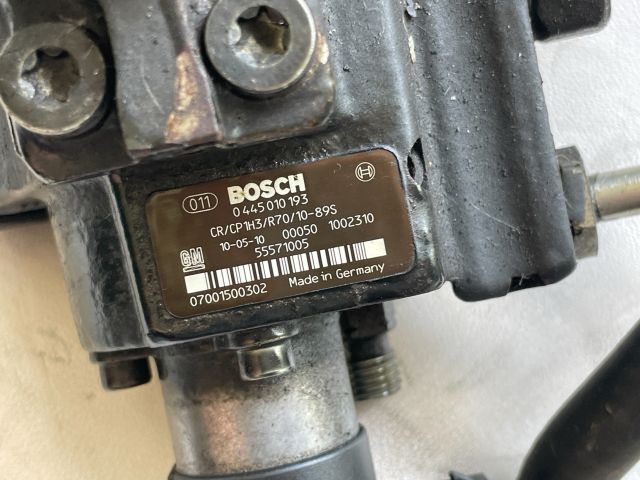 011 BOSCH
0 445 010 193
CR/CP1H3/R70/10-89S
10-05-10 00050 1002310
GM 55571005
07001500302 Made in Germany